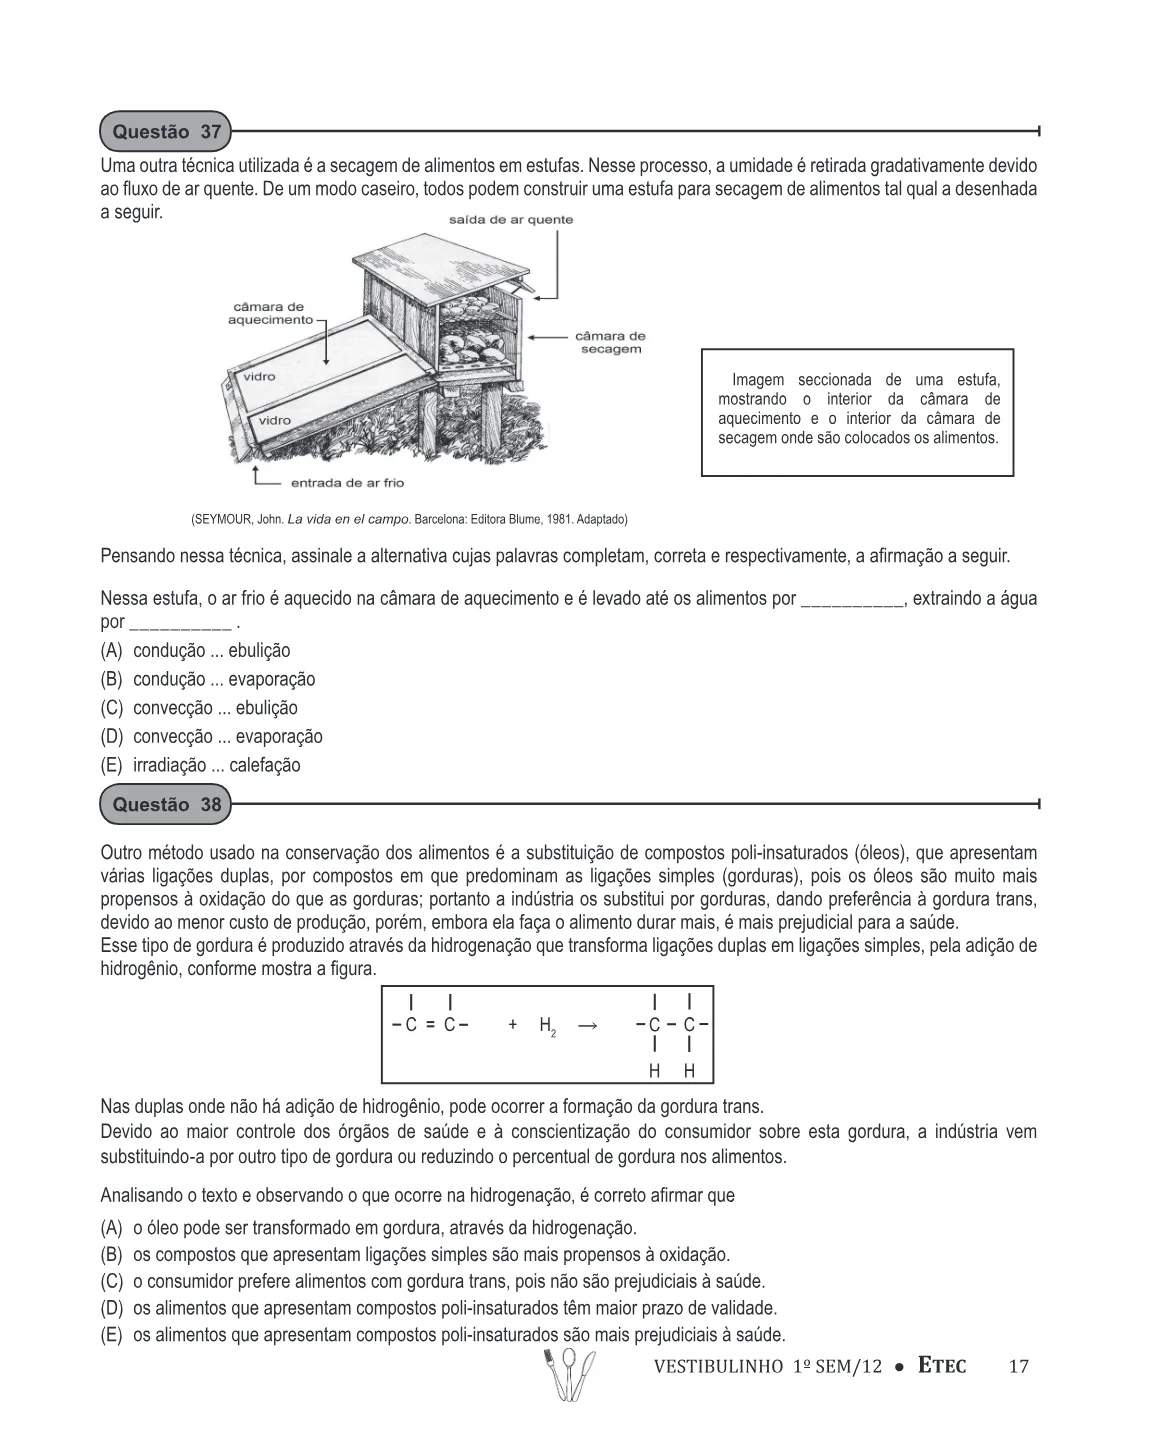 Questão 37
Uma outra técnica utilizada é a secagem de alimentos em estufas. Nesse processo, a umidade é retirada gradativamente devido
ao fluxo de ar quente. De um modo caseiro, todos podem construir uma estufa para secagem de alimentos tal qual a desenhada
a seguir.
saída de ar quente
câmara de
aquecimento
câmara de
secagem
vidro
vidro
entrada de ar frio
Imagem seccionada de uma estufa,
mostrando o interior da câmara de
aquecimento e o interior da câmara de
secagem onde são colocados os alimentos.
(SEYMOUR, John. La vida en el campo. Barcelona: Editora Blume, 1981. Adaptado)
Pensando nessa técnica, assinale a alternativa cujas palavras completam, correta e respectivamente, a afirmação a seguir.
Nessa estufa, o ar frio é aquecido na câmara de aquecimento e é levado até os alimentos por __________, extraindo a água
por __________ .
(A) condução ... ebulição
(B) condução ... evaporação
(C) convecção ... ebulição
(D) convecção ... evaporação
(E) irradiação ... calefação
Questão 38
Outro método usado na conservação dos alimentos é a substituição de compostos poli-insaturados (óleos), que apresentam
várias ligações duplas, por compostos em que predominam as ligações simples (gorduras), pois os óleos são muito mais
propensos à oxidação do que as gorduras; portanto a indústria os substitui por gorduras, dando preferência à gordura trans,
devido ao menor custo de produção, porém, embora ela faça o alimento durar mais, é mais prejudicial para a saúde.
Esse tipo de gordura é produzido através da hidrogenação que transforma ligações duplas em ligações simples, pela adição de
hidrogênio, conforme mostra a figura.
– C = C – + H2 → – C – C –
H H
Nas duplas onde não há adição de hidrogênio, pode ocorrer a formação da gordura trans.
Devido ao maior controle dos órgãos de saúde e à conscientização do consumidor sobre esta gordura, a indústria vem
substituindo-a por outro tipo de gordura ou reduzindo o percentual de gordura nos alimentos.
Analisando o texto e observando o que ocorre na hidrogenação, é correto afirmar que
(A) o óleo pode ser transformado em gordura, através da hidrogenação.
(B) os compostos que apresentam ligações simples são mais propensos à oxidação.
(C) o consumidor prefere alimentos com gordura trans, pois não são prejudiciais à saúde.
(D) os alimentos que apresentam compostos poli-insaturados têm maior prazo de validade.
(E) os alimentos que apresentam compostos poli-insaturados são mais prejudiciais à saúde.
VESTIBULINHO 1º SEM/12 ● ETEC 17